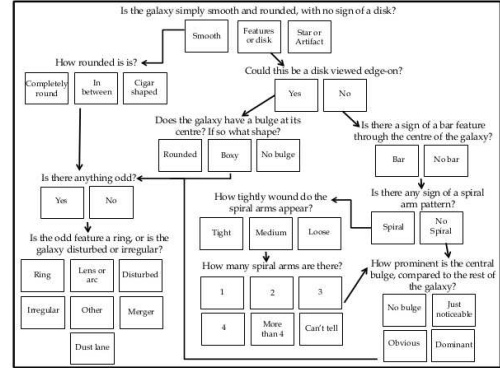 Is the galaxy simply smooth and rounded, with no sign of a disk?
Smooth
Features
or disk
Star or
Artifact
How rounded is is?
Completely
round
In
between
Cigar
shaped
Could this be a disk viewed edge-on?
Yes
No
Does the galaxy have a bulge at its
centre? If so what shape?
Rounded
Boxy
No bulge
Is there a sign of a bar feature
through the centre of the galaxy?
Bar
No bar
Is there anything odd?
Yes
No
Is there any sign of a spiral
arm pattern?
Spiral
No
Spiral
How tightly wound do the
spiral arms appear?
Tight
Medium
Loose
Is the odd feature a ring, or is the
galaxy disturbed or irregular?
Ring
Lens or
arc
Disturbed
Irregular
Other
Merger
Dust lane
How many spiral arms are there?
1
2
3
4
More
than 4
Can't tell
How prominent is the central
bulge, compared to the rest of
the galaxy?
No bulge
Just
noticeable
Obvious
Dominant